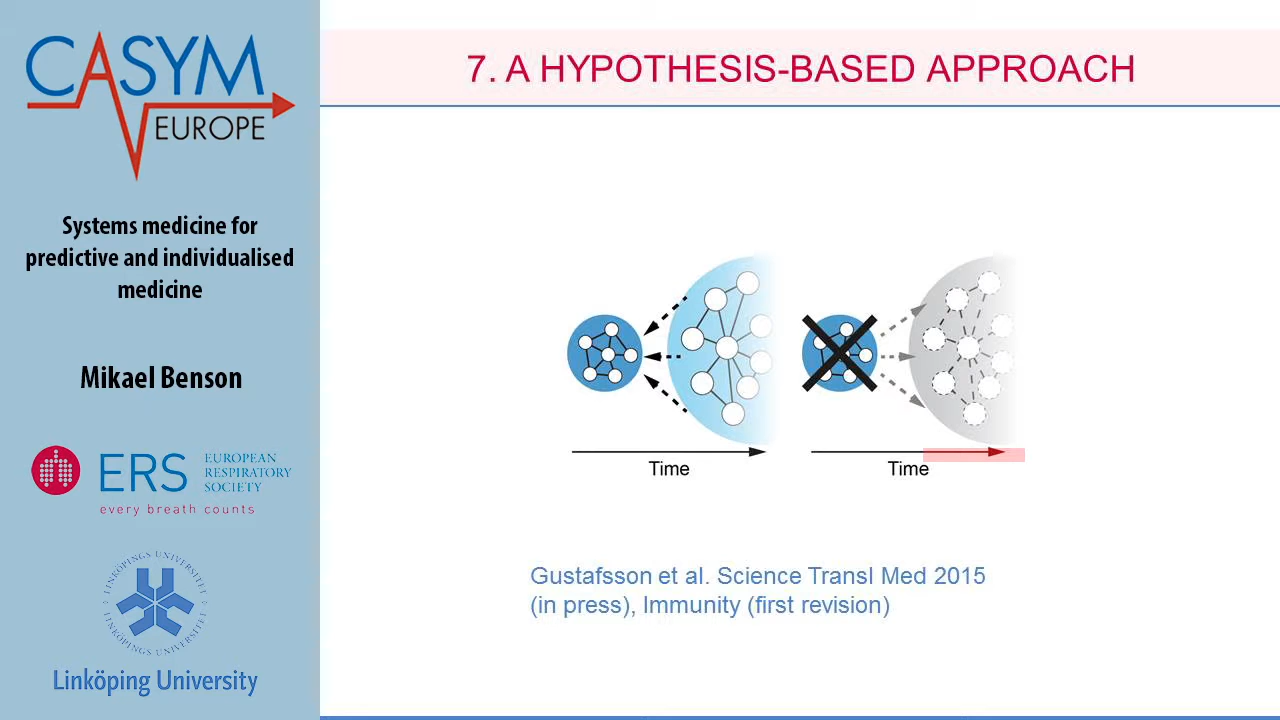 CASYM
EUROPE
Systems medicine for
predictive and individualised
medicine
Mikael Benson
ERS
EUROPEAN
RESPIRATORY
SOCIETY
every breath counts
LINKÖPINGS UNIVERSITET
LINKÖPINGS UNIVERSITET
Linköping University
7. A HYPOTHESIS-BASED APPROACH
Time
Time
Gustafsson et al. Science Transl Med 2015
(in press), Immunity (first revision)